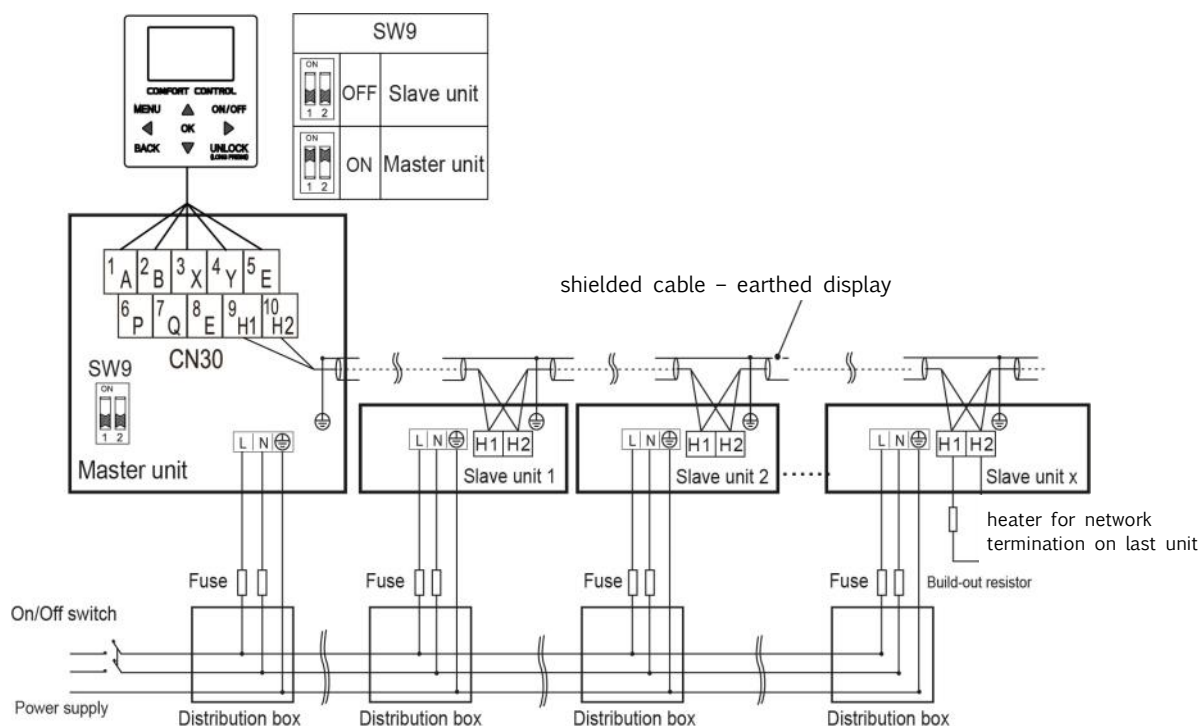 COMFORT CONTROL
MENU ON/OFF
OK
BACK UNLOCK
(LONG PRESS)
SW9
ON
1 2
OFF
Slave unit
ON
1 2
ON
Master unit
1 A 2 B 3 X 4 Y 5 E
6 P 7 Q 8 E 9 H1 10 H2
CN30
SW9
ON
1 2
L N
Master unit
shielded cable – earthed display
L N
H1 H2
Slave unit 1
L N
H1 H2
Slave unit 2
L N
H1 H2
Slave unit x
heater for network
termination on last unit
Build-out resistor
Fuse
Fuse
Fuse
Fuse
On/Off switch
Power supply
Distribution box
Distribution box
Distribution box
Distribution box